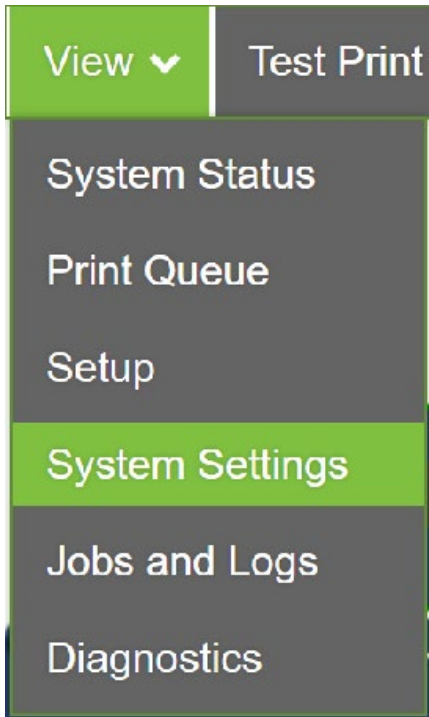 View Test Print
System Status
Print Queue
Setup
System Settings
Jobs and Logs
Diagnostics